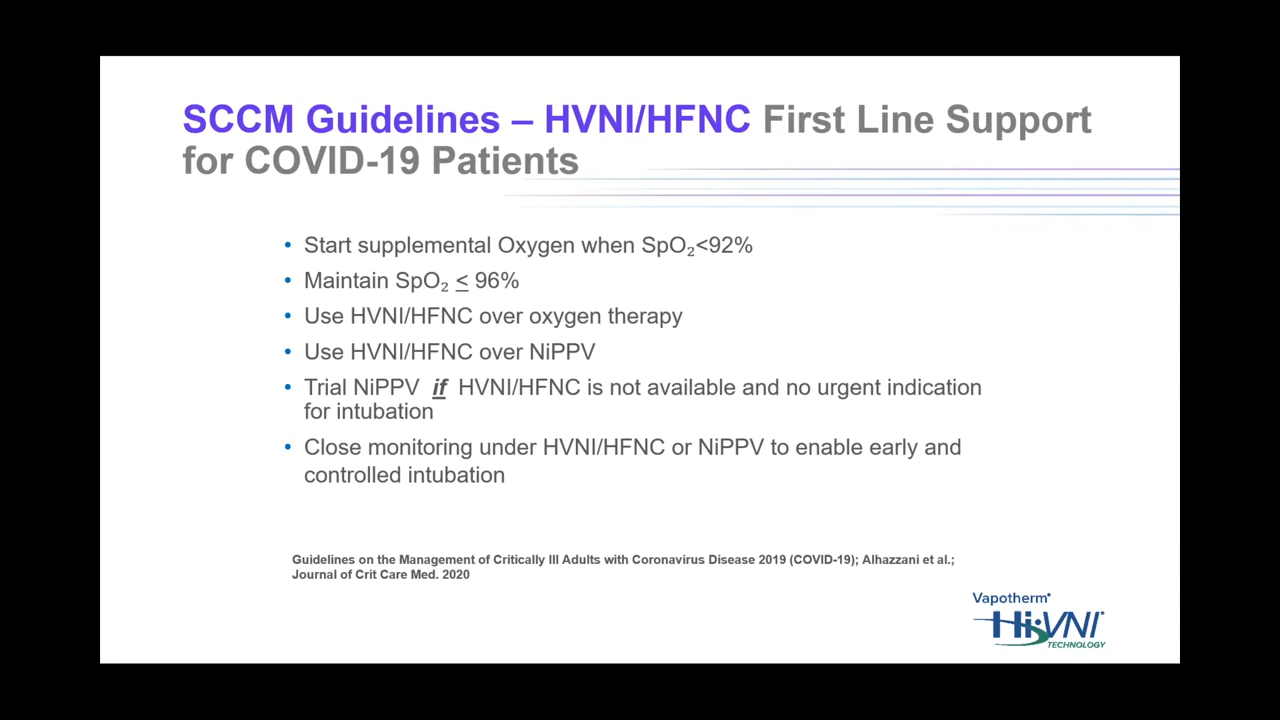 SCCM Guidelines – HVNI/HFNC First Line Support
for COVID-19 Patients
• Start supplemental Oxygen when SpO₂<92%
• Maintain SpO₂ ≤ 96%
• Use HVNI/HFNC over oxygen therapy
• Use HVNI/HFNC over NiPPV
• Trial NiPPV if HVNI/HFNC is not available and no urgent indication
for intubation
• Close monitoring under HVNI/HFNC or NiPPV to enable early and
controlled intubation
Guidelines on the Management of Critically Ill Adults with Coronavirus Disease 2019 (COVID-19); Alhazzani et al.;
Journal of Crit Care Med. 2020
Vapotherm®
Hi-VNI®
TECHNOLOGY